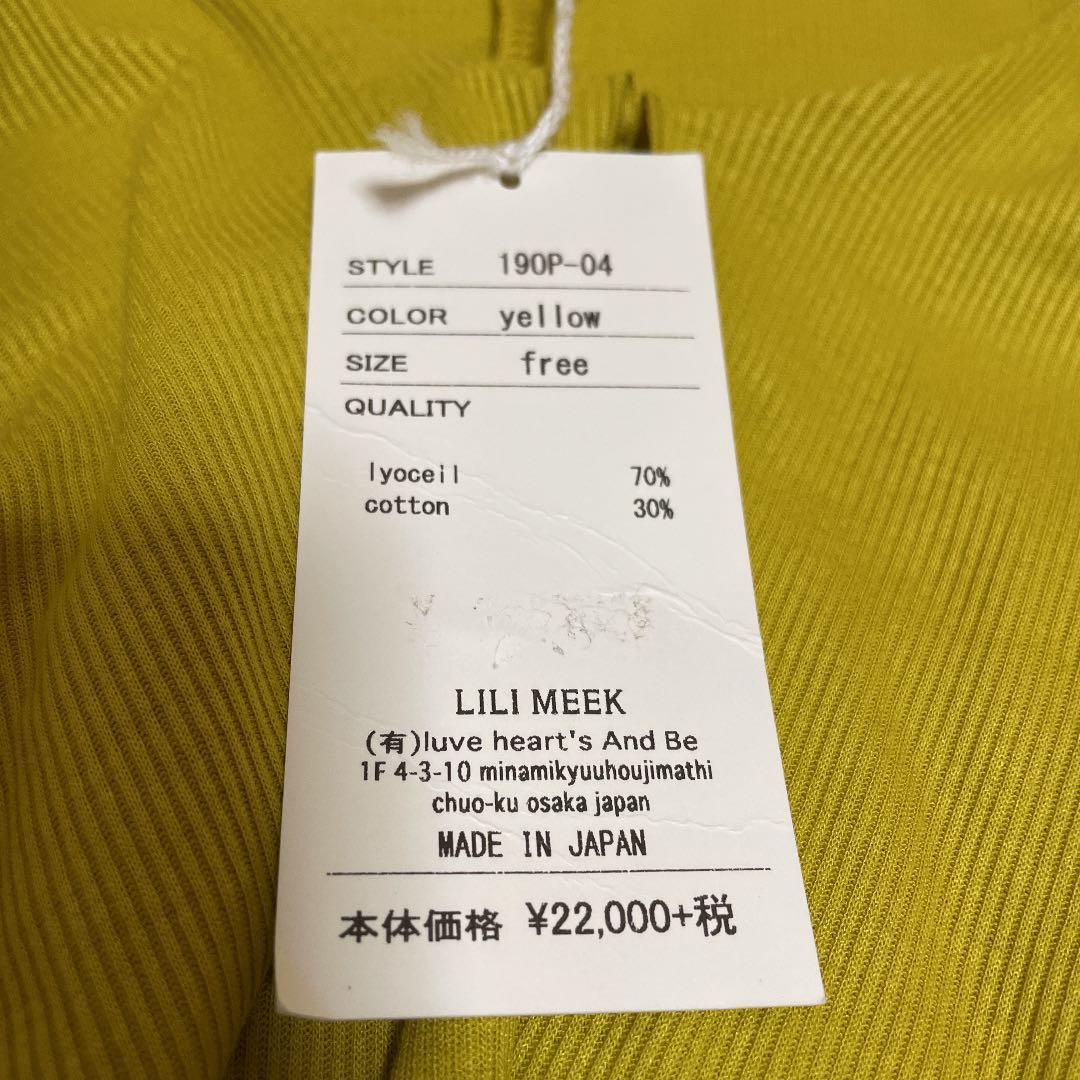 STYLE 190P-04
COLOR yellow
SIZE free
QUALITY
lyoceil 70%
cotton 30%
LILI MEEK
(有)luve heart's And Be
1F 4-3-10 minamikyuuhoujimathi
chuo-ku osaka japan
MADE IN JAPAN
本体価格 ¥22,000+税